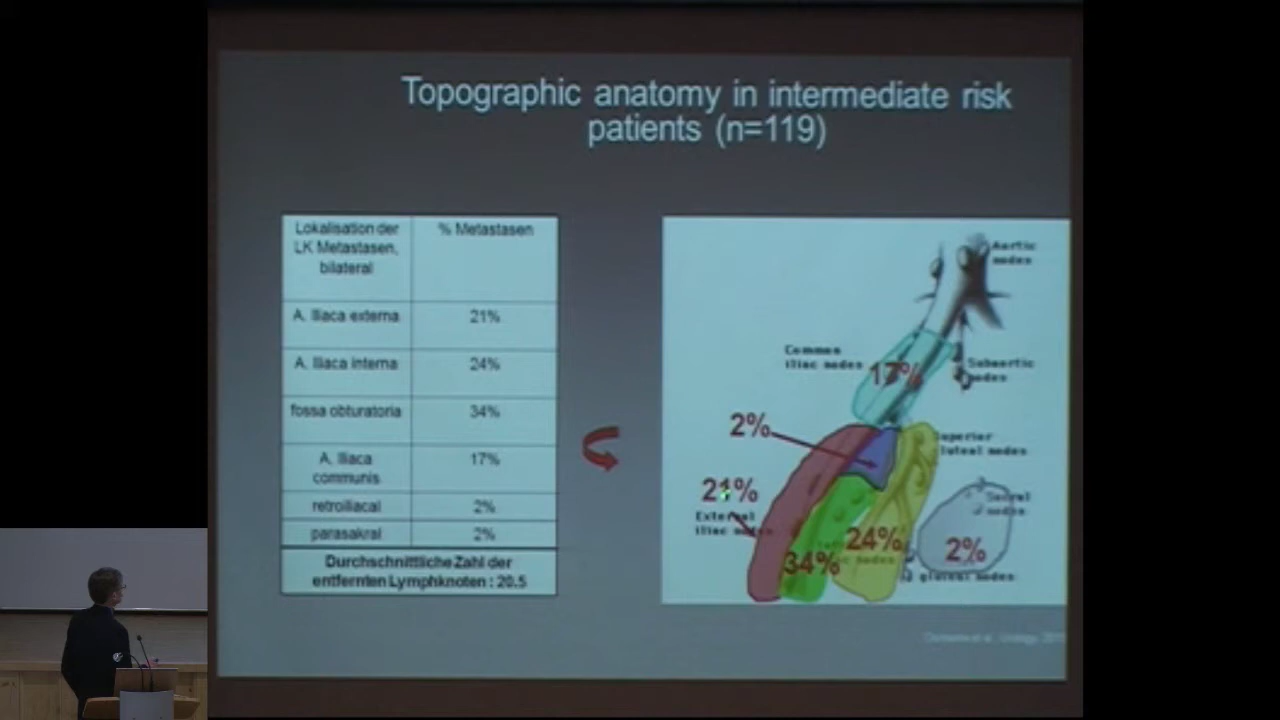 Topographic anatomy in intermediate risk
patients (n=119)
Lokalisation der
LK Metastasen,
bilateral
% Metastasen
A. Iliaca externa
21%
A. Iliaca interna
24%
fossa obturatoria
34%
A. Iliaca
communis
17%
retroiliacal
2%
parasakral
2%
Durchschnittliche Zahl der
entfernten Lymphknoten : 20.5
Aortic
nodes
Common
iliac nodes
17%
Subaortic
nodes
2%
Superior
gluteal nodes
21%
External
iliac nodes
Sacral
nodes
24%
34%
2%
gluteal nodes